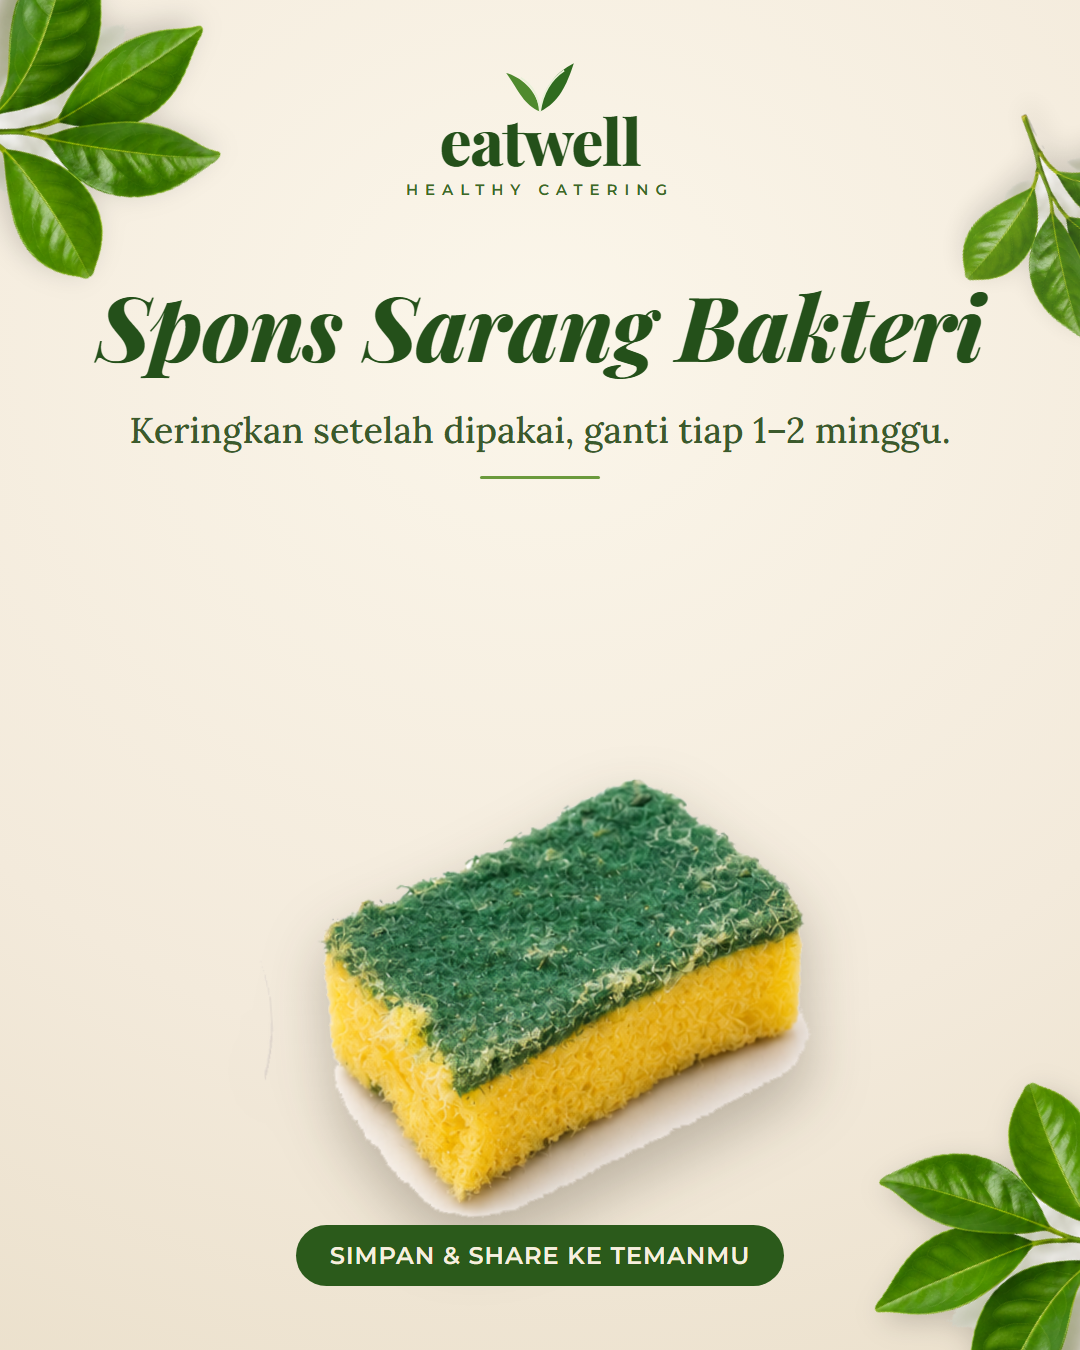 eatwell
HEALTHY CATERING
Spons Sarang Bakteri
Keringkan setelah dipakai, ganti tiap 1–2 minggu.
SIMPAN & SHARE KE TEMANMU